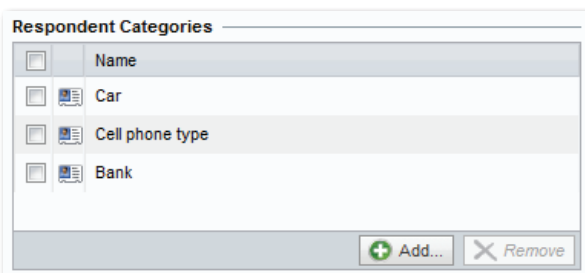 Respondent Categories
Name
Car
Cell phone type
Bank
Add... Remove